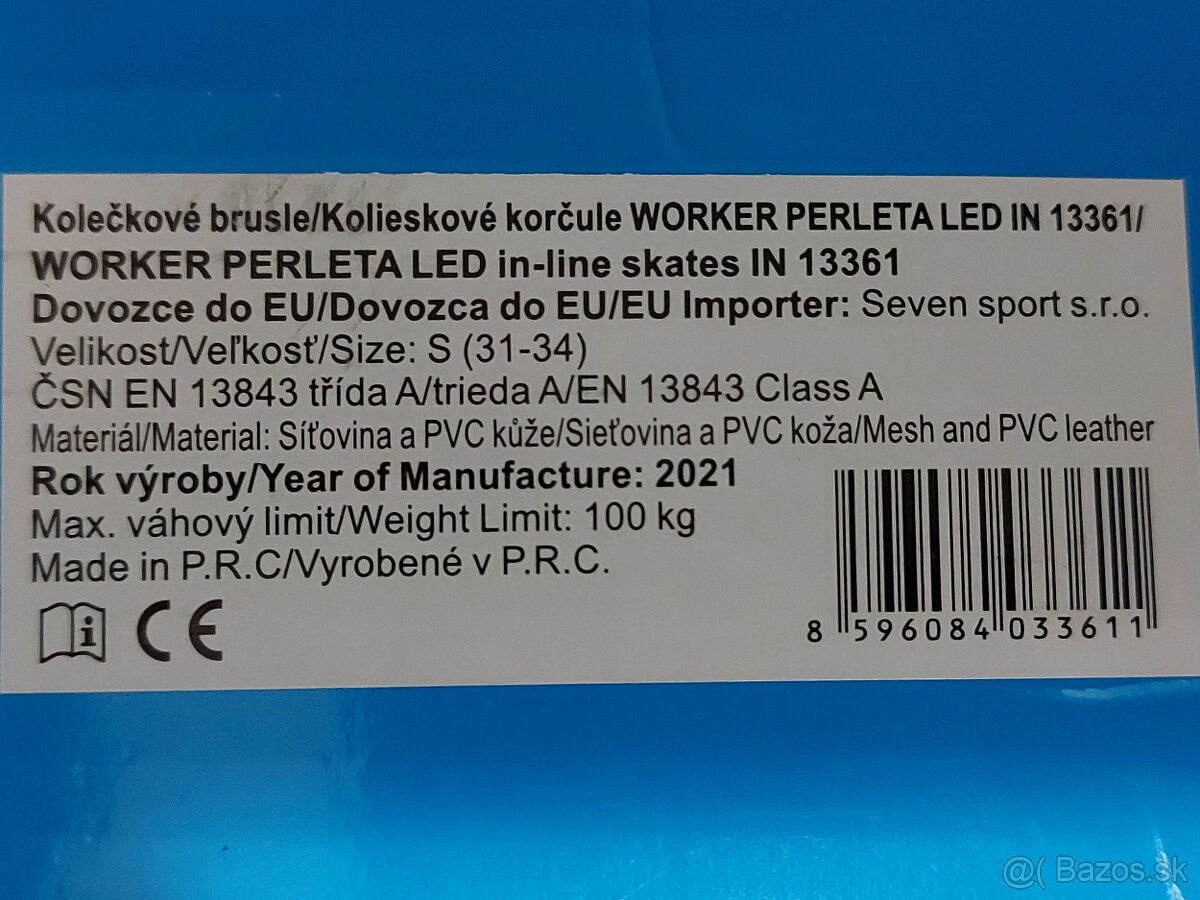 Kolečkové brusle/Kolieskové korčule WORKER PERLETA LED IN 13361/
WORKER PERLETA LED in-line skates IN 13361
Dovozce do EU/Dovozca do EU/EU Importer: Seven sport s.r.o.
Velikost/Veľkosť/Size: S (31-34)
ČSN EN 13843 třída A/trieda A/EN 13843 Class A
Materiál/Material: Síťovina a PVC kůže/Sieťovina a PVC koža/Mesh and PVC leather
Rok výroby/Year of Manufacture: 2021
Max. váhový limit/Weight Limit: 100 kg
Made in P.R.C/Vyrobené v P.R.C.
i CE
8 596084 033611
@( Bazos.sk